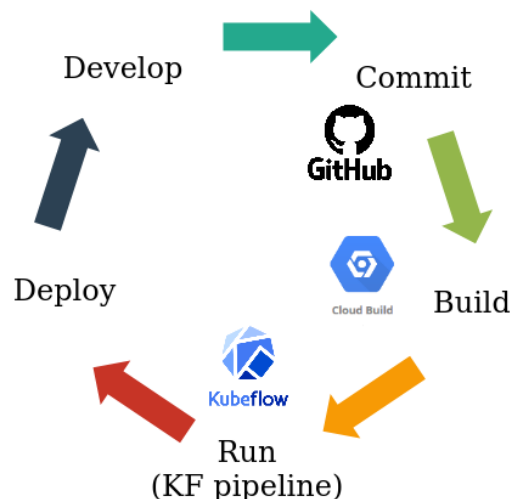 Develop
Commit
GitHub
Cloud Build
Build
Deploy
Kubeflow
Run
(KF pipeline)